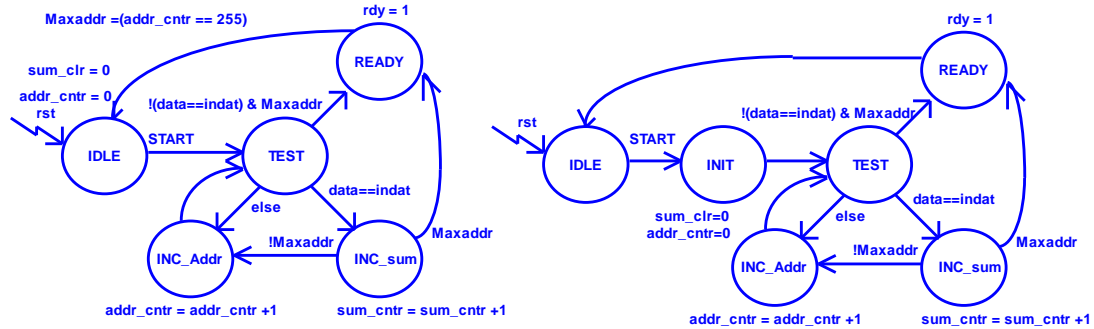 Maxaddr =(addr_cntr == 255)
rdy = 1
READY
sum_clr = 0
addr_cntr = 0
rst
!(data==indat) & Maxaddr
START
IDLE
TEST
else
data==indat
!Maxaddr
Maxaddr
INC_Addr
INC_sum
addr_cntr = addr_cntr +1
sum_cntr = sum_cntr +1
rdy = 1
READY
rst
!(data==indat) & Maxaddr
START
IDLE
INIT
TEST
sum_clr=0
addr_cntr=0
else
data==indat
!Maxaddr
Maxaddr
INC_Addr
INC_sum
addr_cntr = addr_cntr +1
sum_cntr = sum_cntr +1